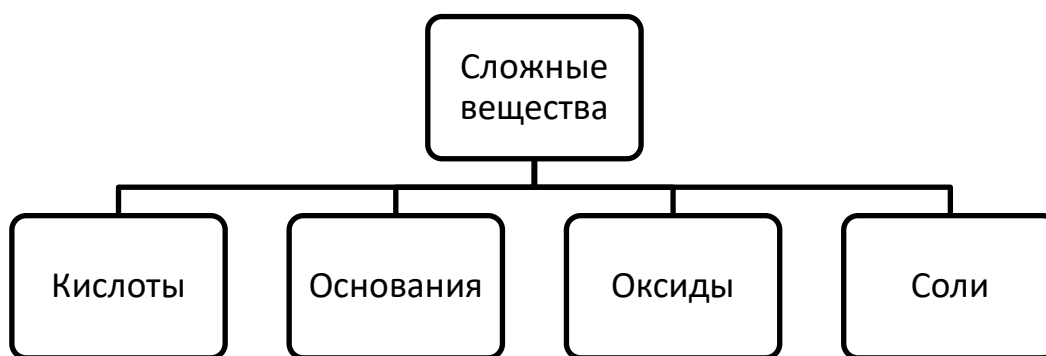 Сложные
вещества
Кислоты
Основания
Оксиды
Соли